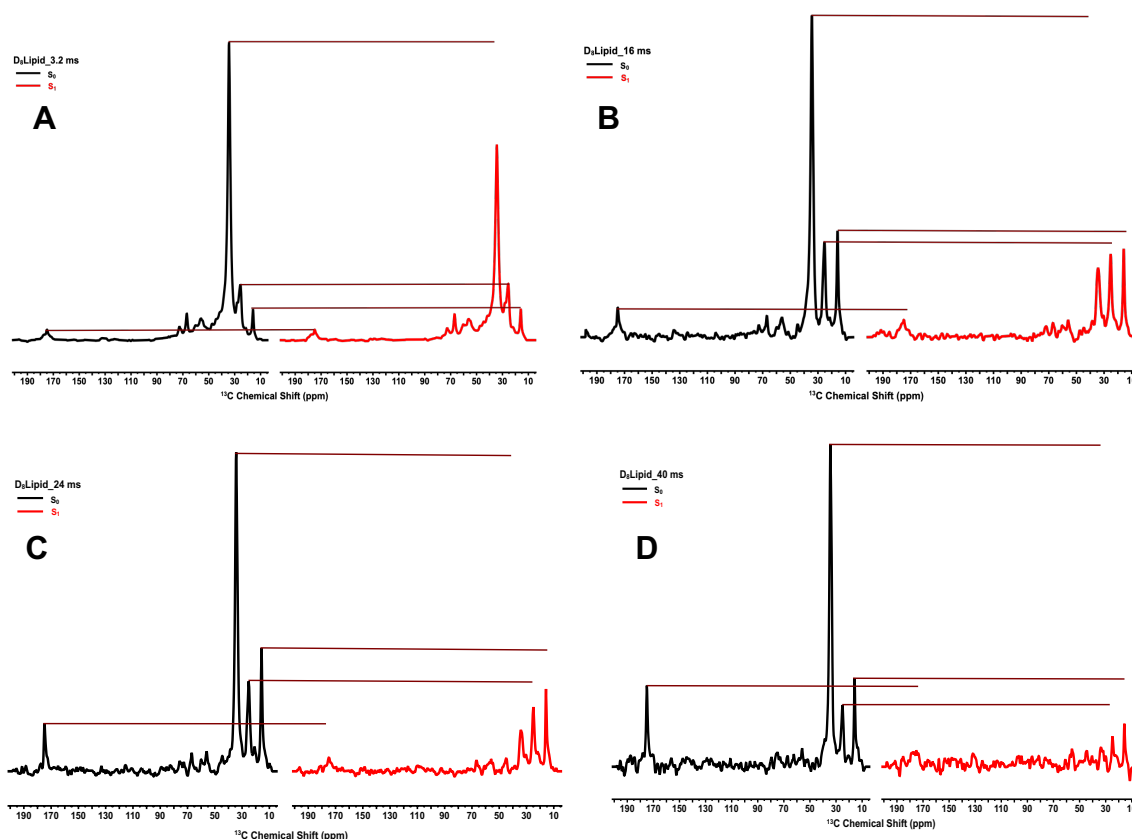 D₈Lipid_3.2 ms
S₀
S₁
A
190 170 150 130 110 90 70 50 30 10 190 170 150 130 110 90 70 50 30 10
¹³C Chemical Shift (ppm)
D₈Lipid_16 ms
S₀
S₁
B
190 170 150 130 110 90 70 50 30 10 190 170 150 130 110 90 70 50 30 1
¹³C Chemical Shift (ppm)
D₈Lipid_24 ms
S₀
S₁
C
190 170 150 130 110 90 70 50 30 10 190 170 150 130 110 90 70 50 30 10
¹³C Chemical Shift (ppm)
D₈Lipid_40 ms
S₀
S₁
D
190 170 150 130 110 90 70 50 30 10 190 170 150 130 110 90 70 50 30 1
¹³C Chemical Shift (ppm)